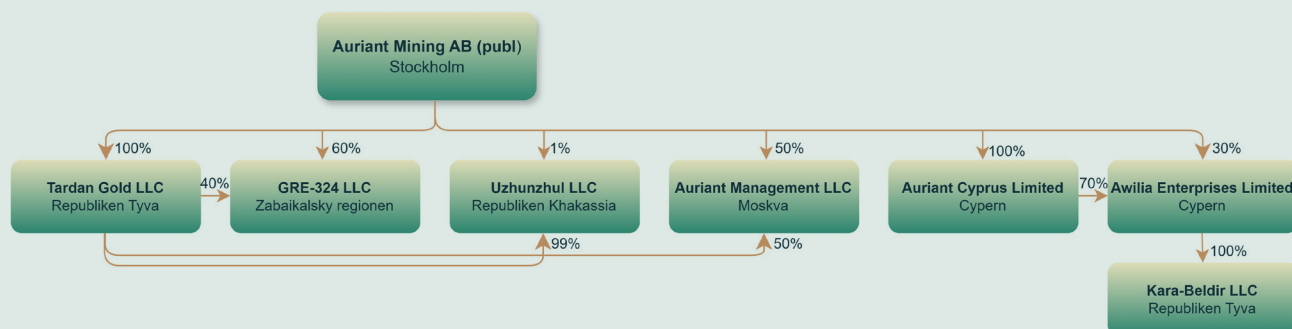 Auriant Mining AB (publ)
Stockholm
100%
60%
1%
50%
100%
30%
Tardan Gold LLC
Republiken Tyva
40%
GRE-324 LLC
Zabaikalsky regionen
Uzhunzhul LLC
Republiken Khakassia
Auriant Management LLC
Moskva
Auriant Cyprus Limited
Cypern
70%
Awilia Enterprises Limited
Cypern
99%
50%
100%
Kara-Beldir LLC
Republiken Tyva